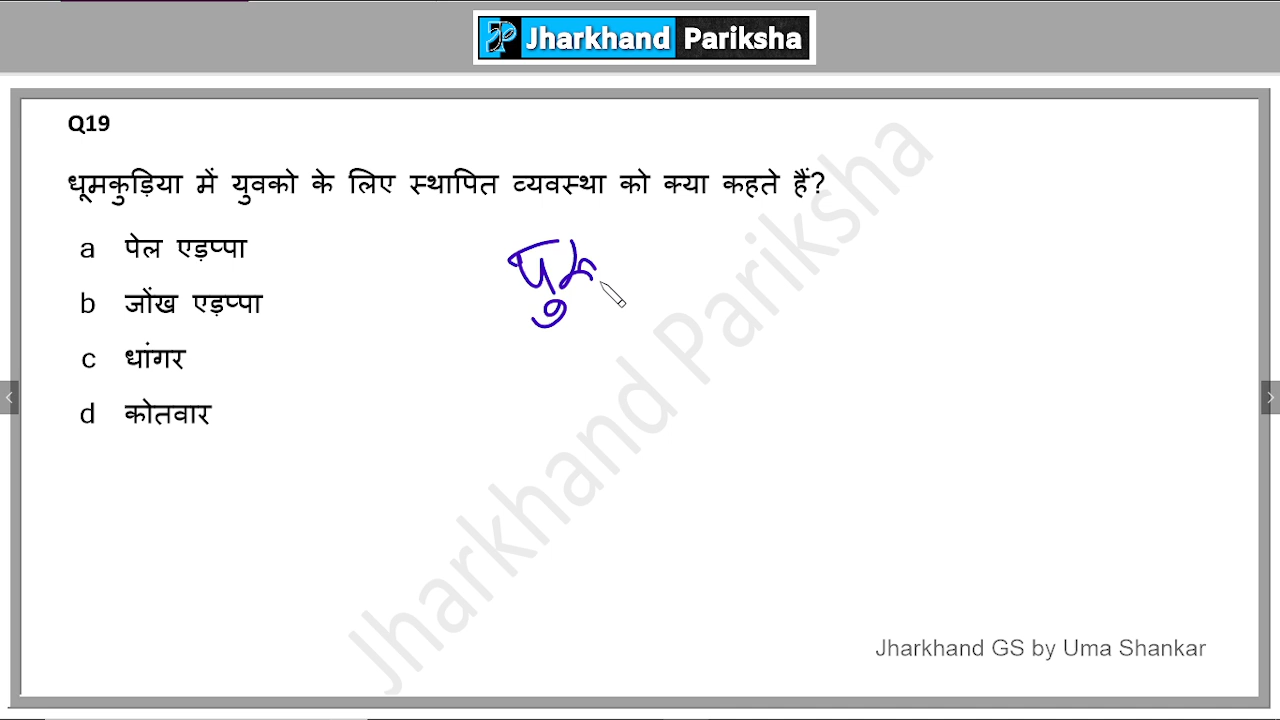 Jharkhand Pariksha
Q19
धूमकुड़िया में युवको के लिए स्थापित व्यवस्था को क्या कहते हैं?
a पेल एड़प्पा
b जोंख एड़प्पा
c धांगर
d कोतवार
Jharkhand Pariksha
Jharkhand GS by Uma Shankar